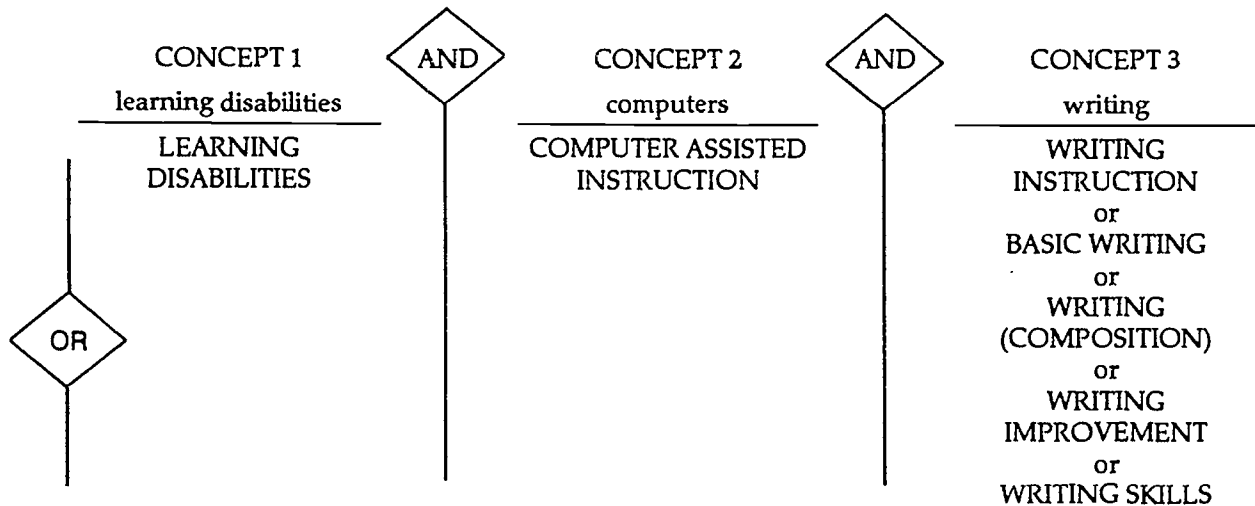 CONCEPT 1
learning disabilities
LEARNING
DISABILITIES
OR
AND
CONCEPT 2
computers
COMPUTER ASSISTED
INSTRUCTION
AND
CONCEPT 3
writing
WRITING
INSTRUCTION
or
BASIC WRITING
or
WRITING
(COMPOSITION)
or
WRITING
IMPROVEMENT
or
WRITING SKILLS